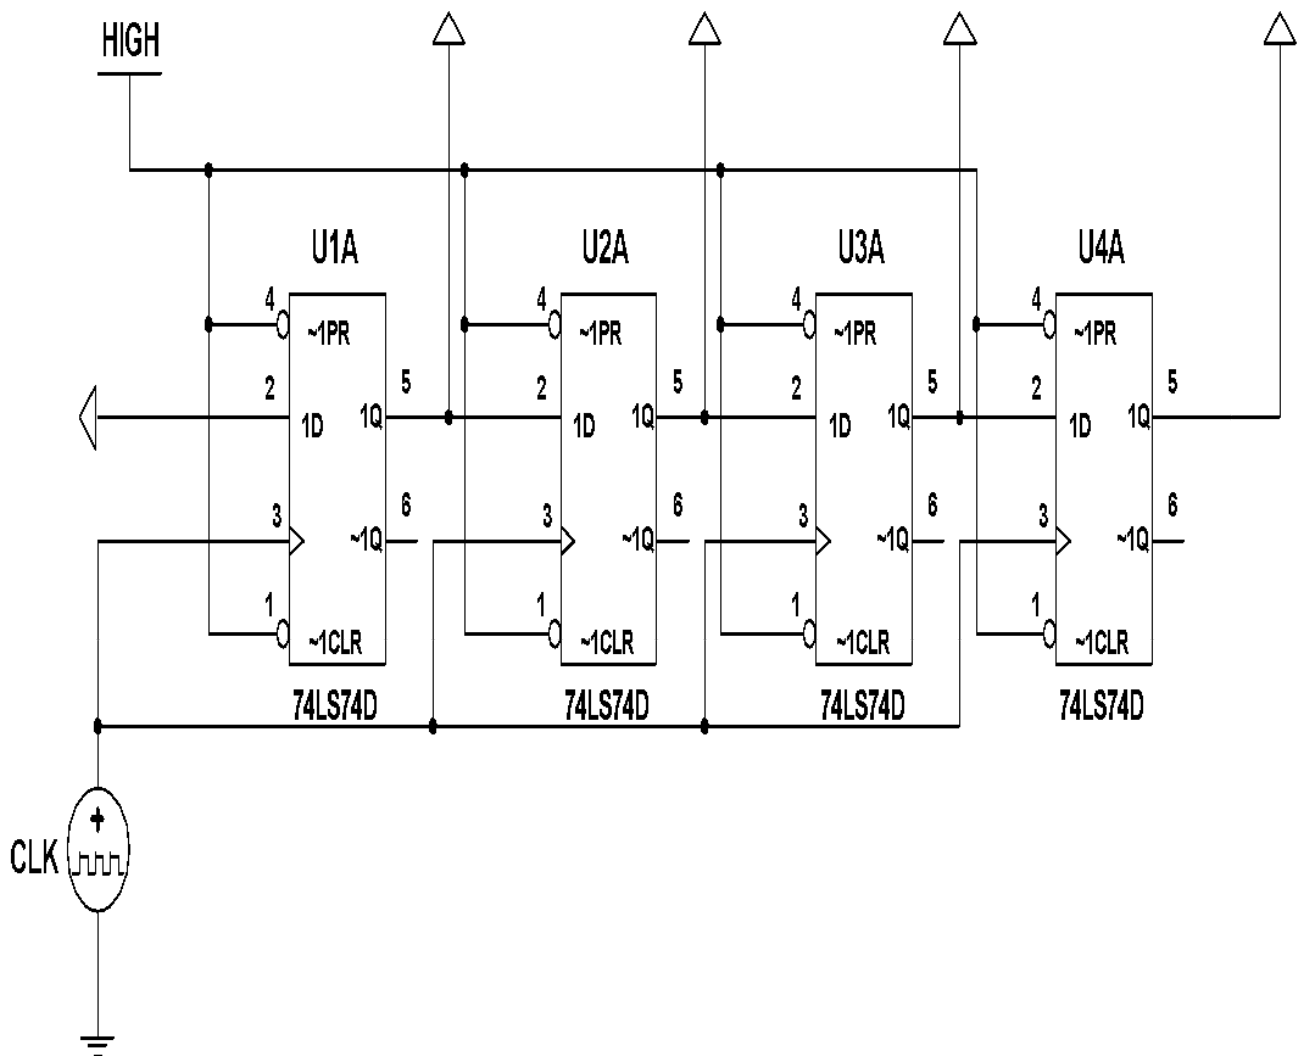 HIGH
U1A
U2A
U3A
U4A
4
~1PR
4
~1PR
4
~1PR
4
~1PR
2
1D
5
1Q
2
1D
5
1Q
2
1D
5
1Q
2
1D
5
1Q
3
6
~1Q
3
6
~1Q
3
6
~1Q
3
6
~1Q
1
~1CLR
1
~1CLR
1
~1CLR
1
~1CLR
74LS74D
74LS74D
74LS74D
74LS74D
+
CLK